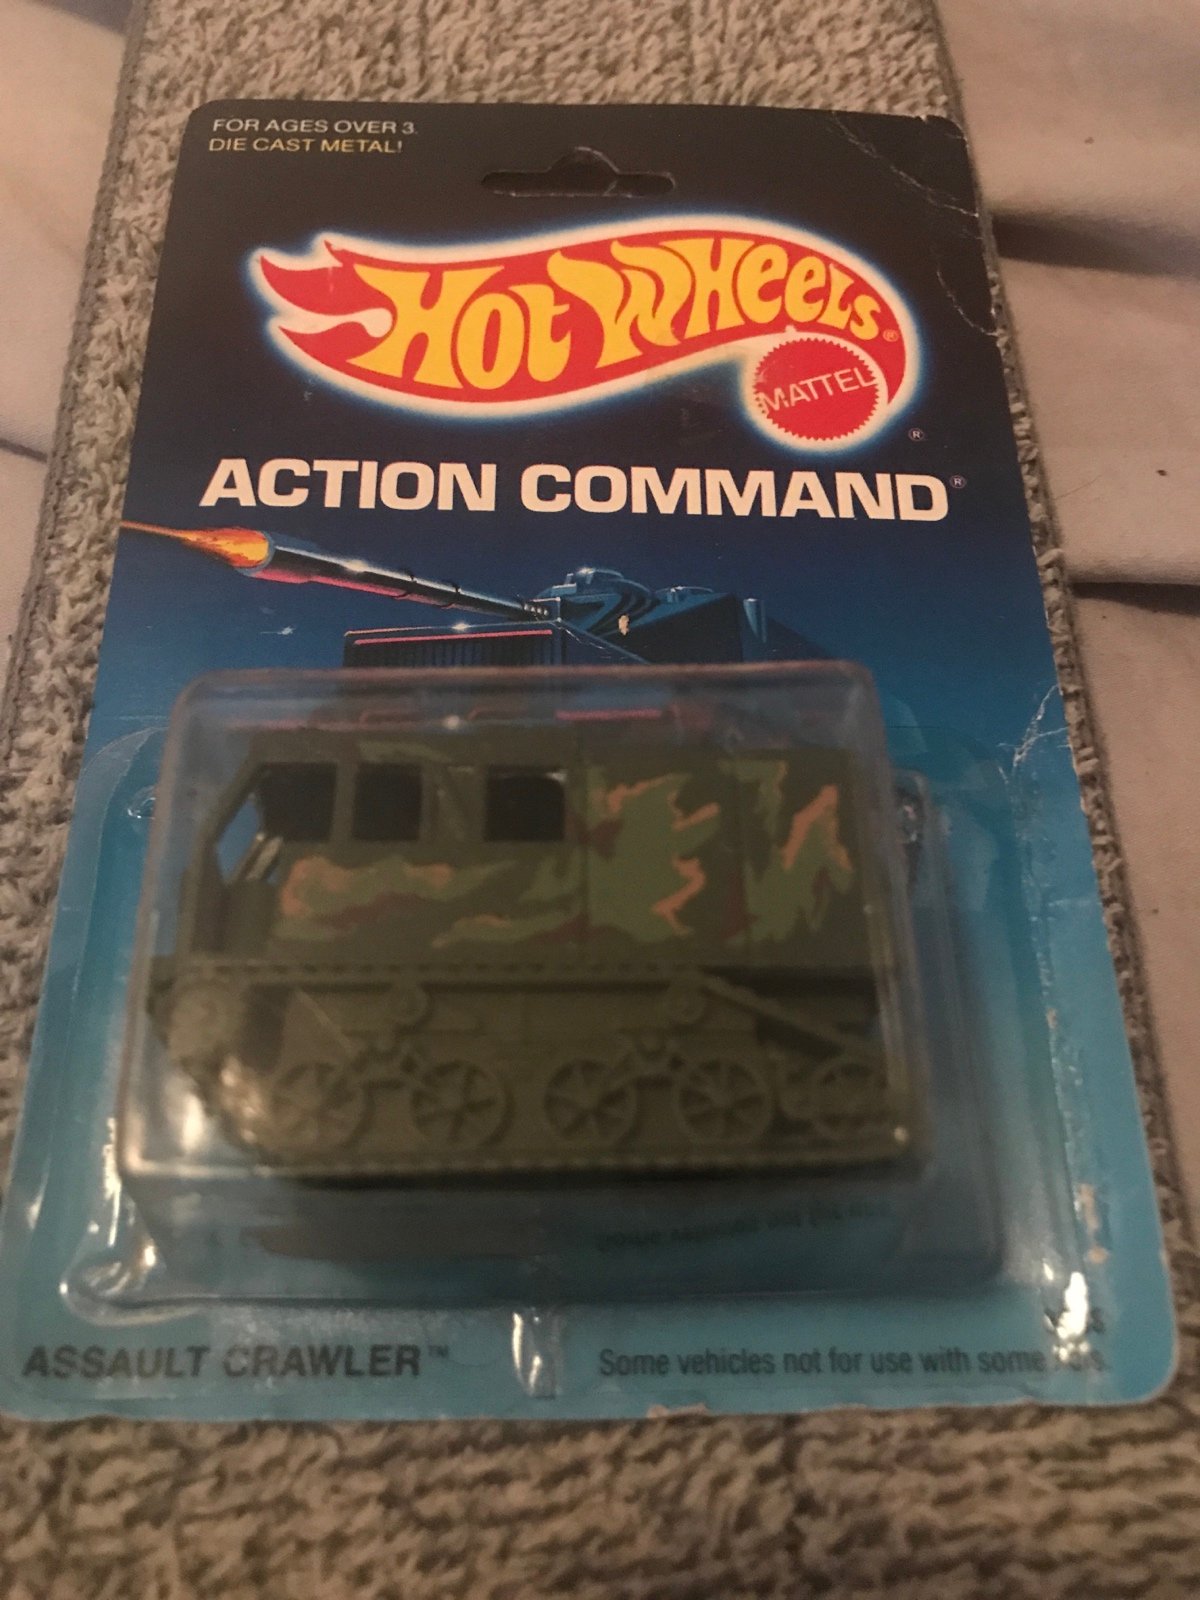 FOR AGES OVER 3.
DIE CAST METAL!
HOT WHEELS®
MATTEL
®
ACTION COMMAND®
ASSAULT CRAWLER™
Some vehicles not for use with some